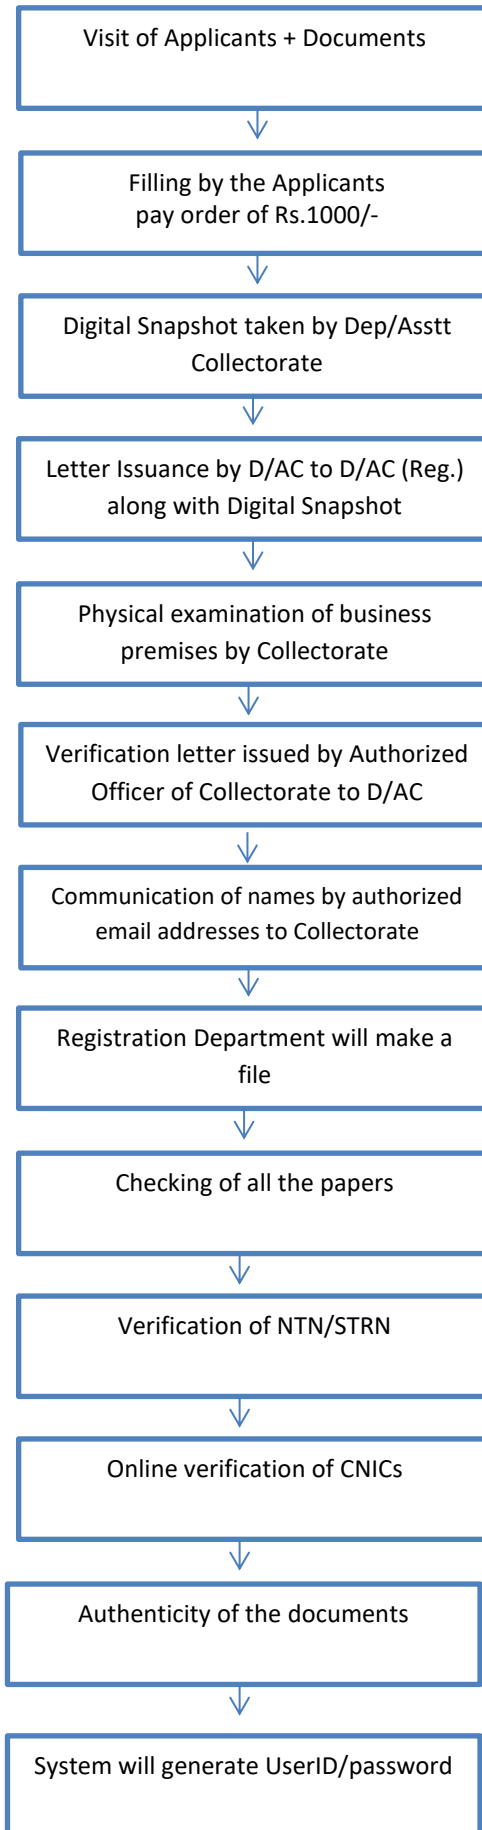 Visit of Applicants + Documents
Filling by the Applicants
pay order of Rs.1000/-
Digital Snapshot taken by Dep/Asstt
Collectorate
Letter Issuance by D/AC to D/AC (Reg.)
along with Digital Snapshot
Physical examination of business
premises by Collectorate
Verification letter issued by Authorized
Officer of Collectorate to D/AC
Communication of names by authorized
email addresses to Collectorate
Registration Department will make a
file
Checking of all the papers
Verification of NTN/STRN
Online verification of CNICs
Authenticity of the documents
System will generate UserID/password